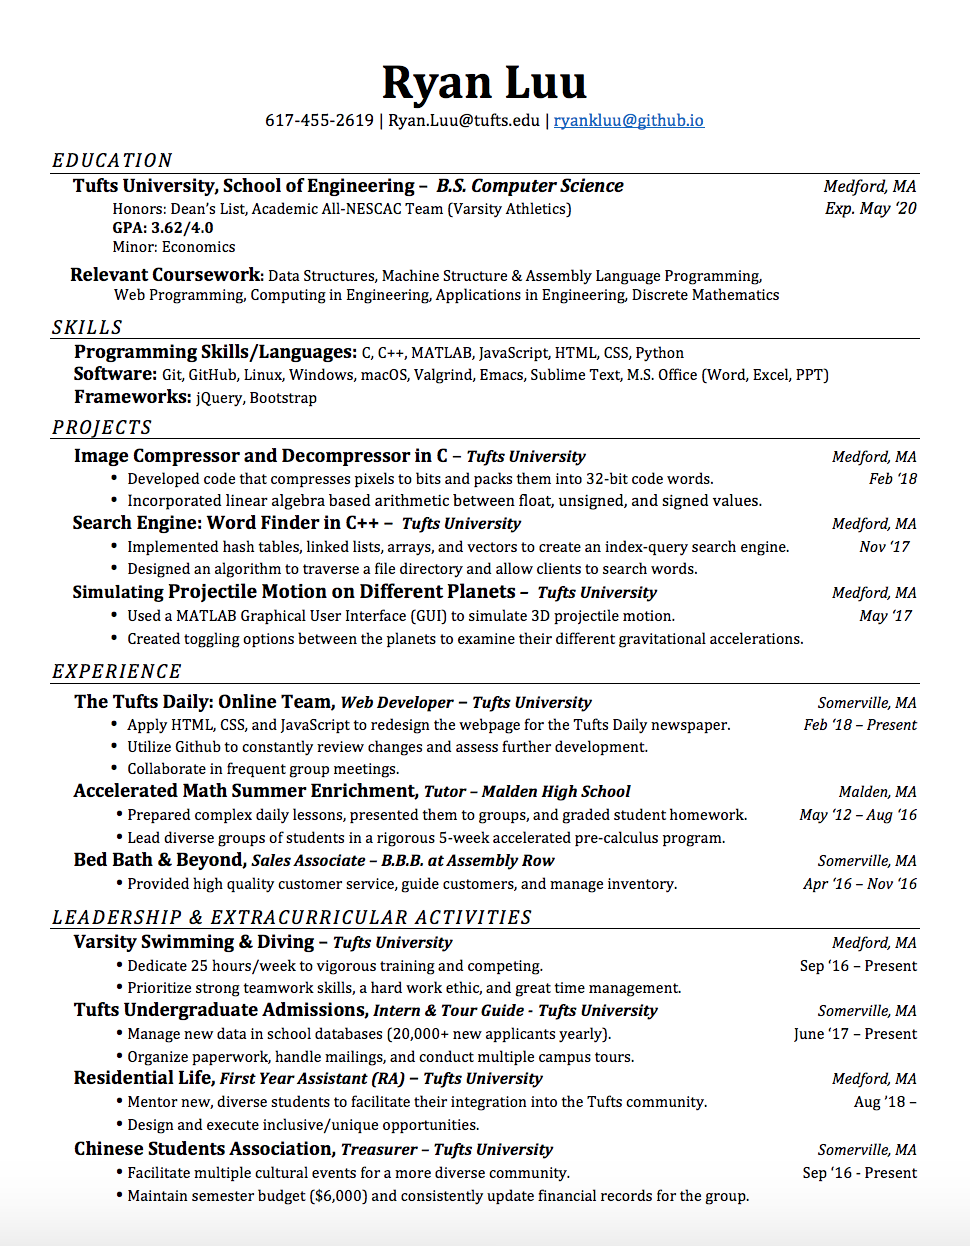 Ryan Luu
617-455-2619 | Ryan.Luu@tufts.edu | ryankluu@github.io
EDUCATION
Tufts University, School of Engineering – B.S. Computer Science Medford, MA
Honors: Dean's List, Academic All-NESCAC Team (Varsity Athletics) Exp. May '20
GPA: 3.62/4.0
Minor: Economics
Relevant Coursework: Data Structures, Machine Structure & Assembly Language Programming,
Web Programming, Computing in Engineering, Applications in Engineering, Discrete Mathematics
SKILLS
Programming Skills/Languages: C, C++, MATLAB, JavaScript, HTML, CSS, Python
Software: Git, GitHub, Linux, Windows, macOS, Valgrind, Emacs, Sublime Text, M.S. Office (Word, Excel, PPT)
Frameworks: jQuery, Bootstrap
PROJECTS
Image Compressor and Decompressor in C – Tufts University Medford, MA
• Developed code that compresses pixels to bits and packs them into 32-bit code words. Feb '18
• Incorporated linear algebra based arithmetic between float, unsigned, and signed values.
Search Engine: Word Finder in C++ – Tufts University Medford, MA
• Implemented hash tables, linked lists, arrays, and vectors to create an index-query search engine. Nov '17
• Designed an algorithm to traverse a file directory and allow clients to search words.
Simulating Projectile Motion on Different Planets – Tufts University Medford, MA
• Used a MATLAB Graphical User Interface (GUI) to simulate 3D projectile motion. May '17
• Created toggling options between the planets to examine their different gravitational accelerations.
EXPERIENCE
The Tufts Daily: Online Team, Web Developer – Tufts University Somerville, MA
• Apply HTML, CSS, and JavaScript to redesign the webpage for the Tufts Daily newspaper. Feb '18 – Present
• Utilize Github to constantly review changes and assess further development.
• Collaborate in frequent group meetings.
Accelerated Math Summer Enrichment, Tutor – Malden High School Malden, MA
• Prepared complex daily lessons, presented them to groups, and graded student homework. May '12 – Aug '16
• Lead diverse groups of students in a rigorous 5-week accelerated pre-calculus program.
Bed Bath & Beyond, Sales Associate – B.B.B. at Assembly Row Somerville, MA
• Provided high quality customer service, guide customers, and manage inventory. Apr '16 – Nov '16
LEADERSHIP & EXTRACURRICULAR ACTIVITIES
Varsity Swimming & Diving – Tufts University Medford, MA
• Dedicate 25 hours/week to vigorous training and competing. Sep '16 – Present
• Prioritize strong teamwork skills, a hard work ethic, and great time management.
Tufts Undergraduate Admissions, Intern & Tour Guide - Tufts University Somerville, MA
• Manage new data in school databases (20,000+ new applicants yearly). June '17 – Present
• Organize paperwork, handle mailings, and conduct multiple campus tours.
Residential Life, First Year Assistant (RA) – Tufts University Medford, MA
• Mentor new, diverse students to facilitate their integration into the Tufts community. Aug '18 –
• Design and execute inclusive/unique opportunities.
Chinese Students Association, Treasurer – Tufts University Somerville, MA
• Facilitate multiple cultural events for a more diverse community. Sep '16 - Present
• Maintain semester budget ($6,000) and consistently update financial records for the group.